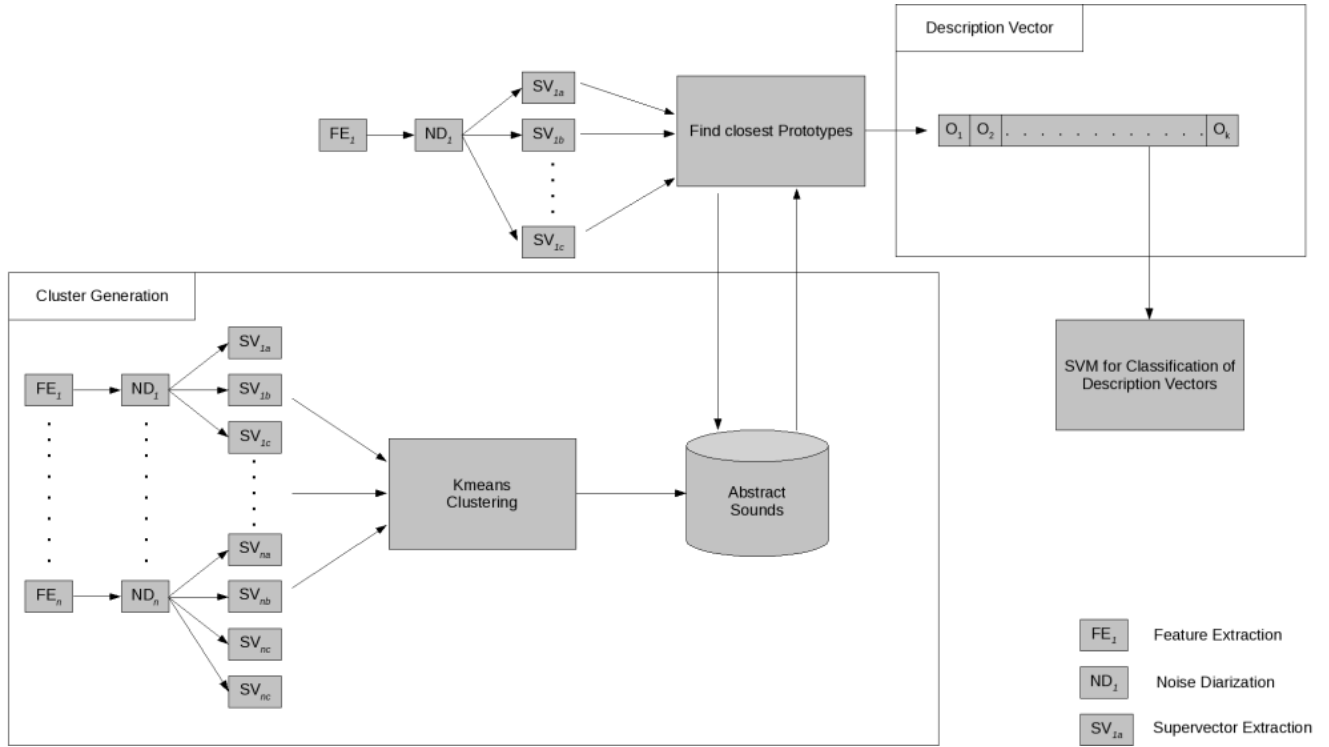 Description Vector
SV1a
FE1 ND1 SV1b Find closest Prototypes O1 O2 . . . . . . . . . . . . Ok
SV1c
Cluster Generation
SV1a
FE1 ND1 SV1b
SV1c
SVM for Classification of
Description Vectors
Kmeans
Clustering
Abstract
Sounds
SVna
FEn NDn SVnb
SVnc
SVnc
FE1 Feature Extraction
ND1 Noise Diarization
SV1a Supervector Extraction